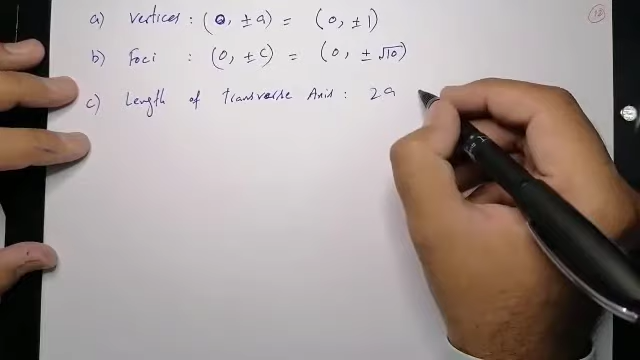 a) Vertices : (0, ±a) = (0, ±1)
b) Foci : (0, ±c) = (0, ±√10)
c) Length of Transverse Axis : 2a